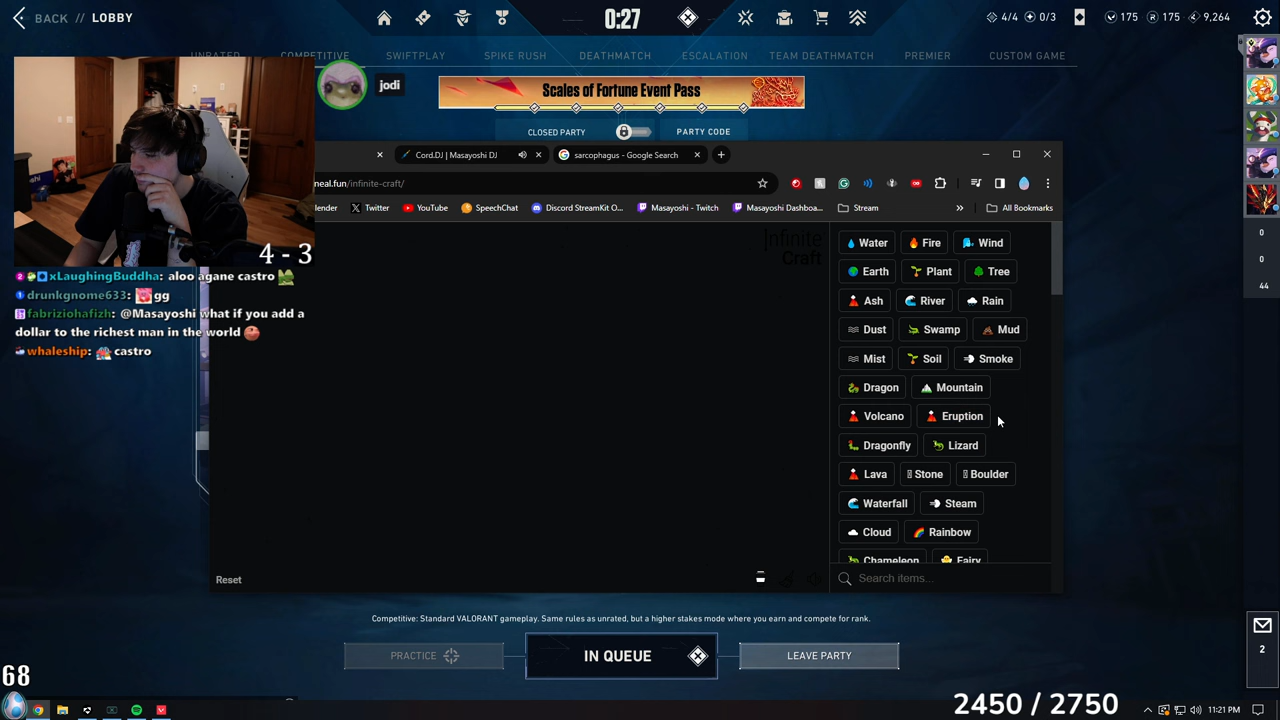 BACK // LOBBY
0:27
4/4 0/3 175 175 9,264
UNRATED COMPETITIVE SWIFTPLAY SPIKE RUSH DEATHMATCH ESCALATION TEAM DEATHMATCH PREMIER CUSTOM GAME
jodi
Scales of Fortune Event Pass
CLOSED PARTY PARTY CODE
Cord.DJ | Masayoshi DJ
sarcophagus - Google Search
neal.fun/infinite-craft/
lender Twitter YouTube SpeechChat Discord StreamKit O... Masayoshi - Twitch Masayoshi Dashboa... Stream » All Bookmarks
4 - 3
xLaughingBuddha: aloo agane castro
drunkgnome633: gg
fabriziohafizh: @Masayoshi what if you add a
dollar to the richest man in the world
whaleship: castro
Infinite
Craft
Water Fire Wind
Earth Plant Tree
Ash River Rain
Dust Swamp Mud
Mist Soil Smoke
Dragon Mountain
Volcano Eruption
Dragonfly Lizard
Lava Stone Boulder
Waterfall Steam
Cloud Rainbow
Chameleon Fairy
Reset
Search items...
0
0
44
Competitive: Standard VALORANT gameplay. Same rules as unrated, but a higher stakes mode where you earn and compete for rank.
PRACTICE
IN QUEUE
LEAVE PARTY
2
68
2450 / 2750
11:21 PM